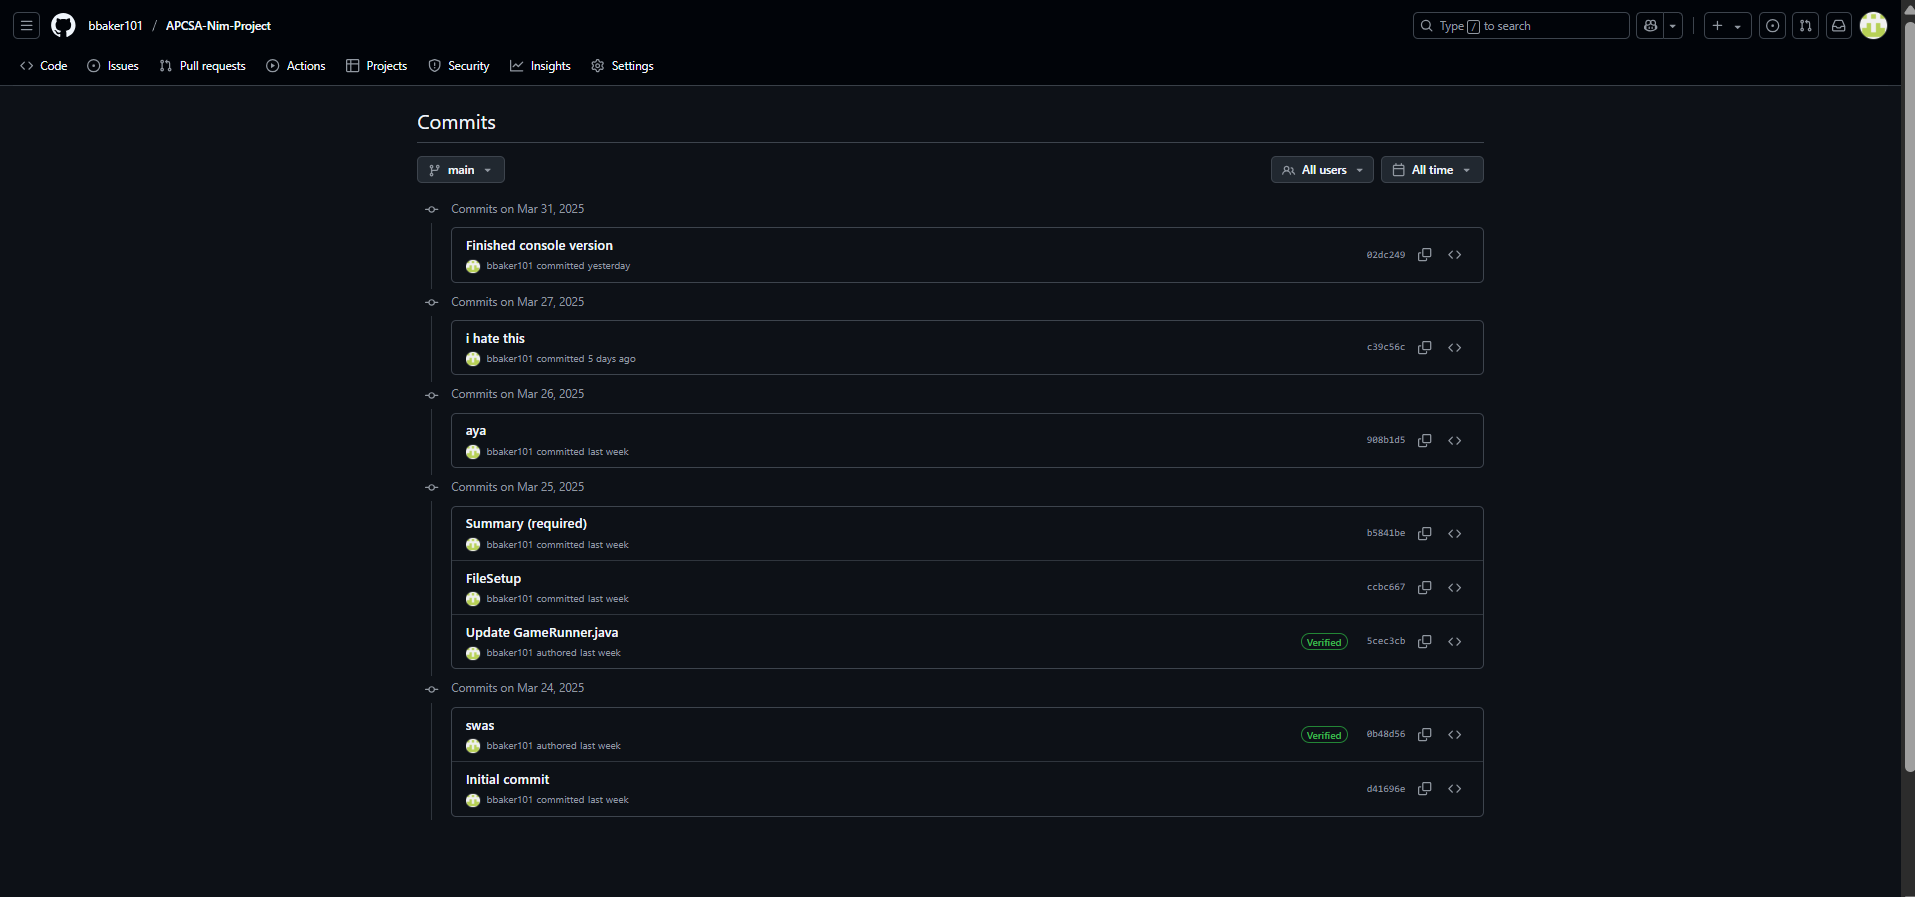 bbaker101 / APCSA-Nim-Project
Type / to search
Code Issues Pull requests Actions Projects Security Insights Settings
Commits
main
All users All time
Commits on Mar 31, 2025
Finished console version
bbaker101 committed yesterday
02dc249
Commits on Mar 27, 2025
i hate this
bbaker101 committed 5 days ago
c39c56c
Commits on Mar 26, 2025
aya
bbaker101 committed last week
908b1d5
Commits on Mar 25, 2025
Summary (required)
bbaker101 committed last week
b5841be
FileSetup
bbaker101 committed last week
ccbc667
Update GameRunner.java
bbaker101 authored last week
Verified 5cec3cb
Commits on Mar 24, 2025
swas
bbaker101 authored last week
Verified 0b48d56
Initial commit
bbaker101 committed last week
d41696e